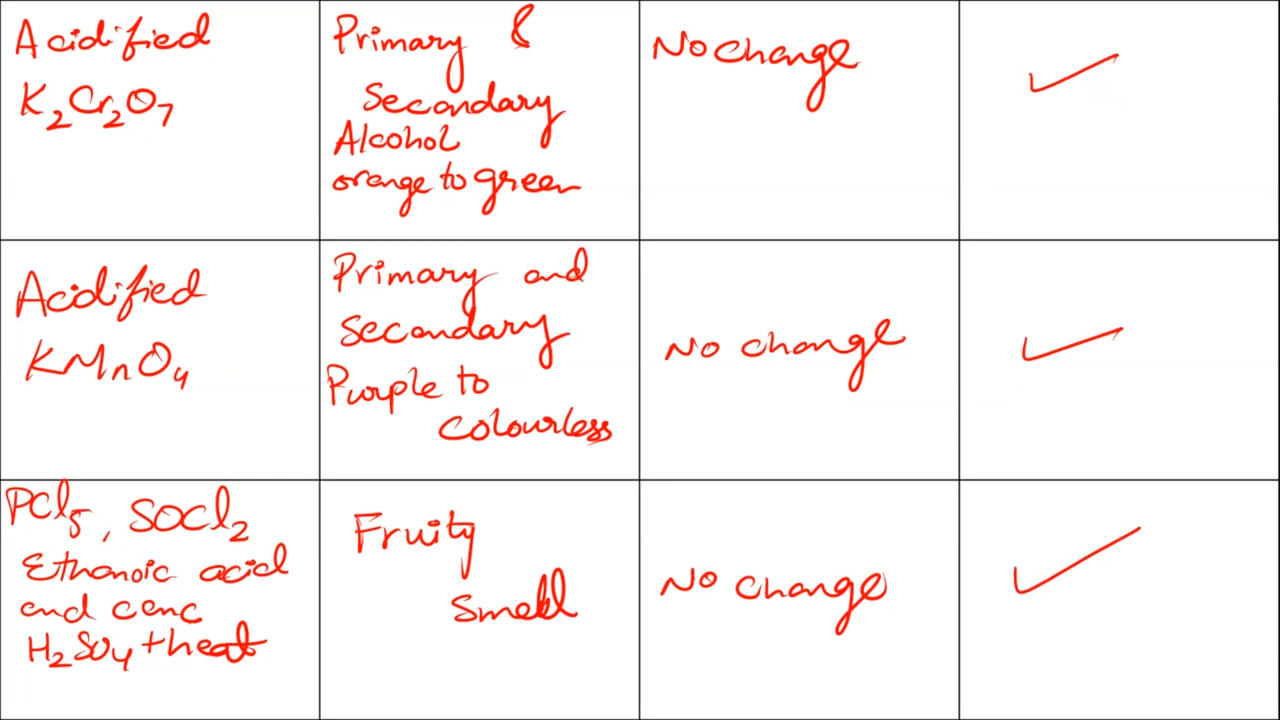 Acidified
K2Cr2O7
Primary &
Secondary
Alcohol
orange to green
No change
✓
Acidified
KMnO4
Primary and
Secondary
Purple to
colourless
No change
✓
PCl5, SOCl2
Ethanoic acid
and conc
H2SO4 + heat
Fruity
smell
No change
✓